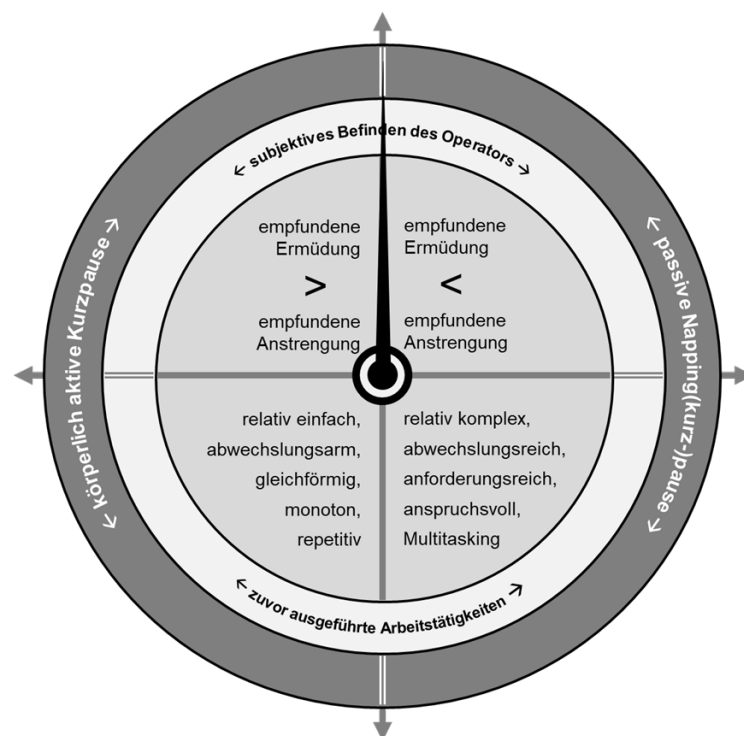 ← subjektives Befinden des Operators →
empfundene
Ermüdung
>
empfundene
Anstrengung
empfundene
Ermüdung
<
empfundene
Anstrengung
← körperlich aktive Kurzpause →
← passive Napping(kurz-)pause →
relativ einfach,
abwechslungsarm,
gleichförmig,
monoton,
repetitiv
relativ komplex,
abwechslungsreich,
anforderungsreich,
anspruchsvoll,
Multitasking
← zuvor ausgeführte Arbeitstätigkeiten →